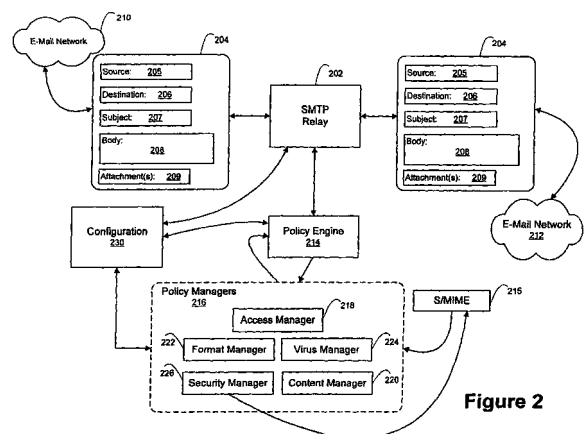 210
E-Mail Network
204
Source: 205
Destination: 206
Subject: 207
Body:
208
Attachment(s): 209
202
SMTP
Relay
204
Source: 205
Destination: 206
Subject: 207
Body:
208
Attachment(s): 209
E-Mail Network
212
Configuration
230
Policy Engine
214
Policy Managers
216
218
Access Manager
222
Format Manager
Virus Manager
224
226
Security Manager
Content Manager
220
S/MIME
215
Figure 2